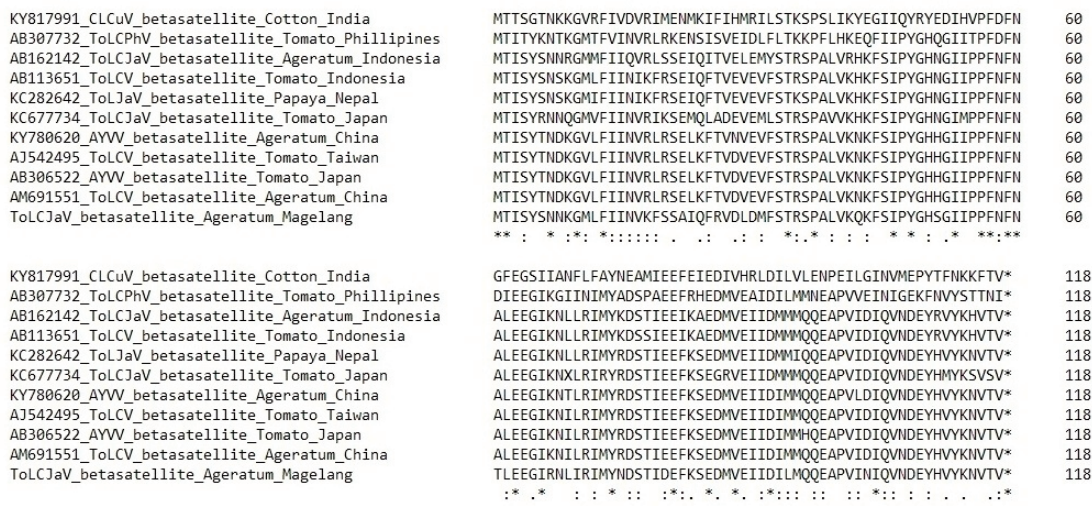 KY817991_CLCuV_betasatellite_Cotton_India MTTSGTNKKGVRFIVDVRIMENMKIFIHMRILSTKSPSLIKYEGIIQYRYEDIHVPFDFN 60
AB307732_ToLCPhV_betasatellite_Tomato_Phillipines MTITYKNTKGMTFVINVRLRKENSISVEIDLFLTKKPFLHKEQFIIPYGHQGIITPFDFN 60
AB162142_ToLCJaV_betasatellite_Ageratum_Indonesia MTISYSNNRGMMFIIQVRLSSEIQITVELEMYSTRSPALVRHKFSIPYGHNGIIPPFNFN 60
AB113651_ToLCV_betasatellite_Tomato_Indonesia MTISYSNSKGMLFIINIKFRSEIQFTVEVEVFSTRSPALVKHKFSIPYGHNGIIPPFNFN 60
KC282642_ToLJaV_betasatellite_Papaya_Nepal MTISYSNSKGMIFIINIKFRSEIQFTVEVEVFSTKSPALVKHKFSIPYGHNGIIPPFNFN 60
KC677734_ToLCJaV_betasatellite_Tomato_Japan MTISYRNNQGMVFIINVRIKSEMQLADEVEMLSTRSPAVVKHKFSIPYGHNGIMPPFNFN 60
KY780620_AYVV_betasatellite_Ageratum_China MTISYTNDKGVLFIINVRLRSELKFTVNVEVFSTRSPALVKNKFSIPYGHHGIIPPFNFN 60
AJ542495_ToLCV_betasatellite_Tomato_Taiwan MTISYTNDKGVLFIINVRLRSELKFTVDVEVFSTRSPALVKNKFSIPYGHHGIIPPFNFN 60
AB306522_AYVV_betasatellite_Tomato_Japan MTISYTNDKGVLFIINVRLRSELKFTVDVEVFSTRSPALVKNKFSIPYGHHGIIPPFNFN 60
AM691551_ToLCV_betasatellite_Ageratum_China MTISYTNDKGVLFIINVRLRSELKFTVDVEVFSTRSPALVKNKFSIPYGHHGIIPPFNFN 60
ToLCJaV_betasatellite_Ageratum_Magelang MTISYSNNKGMLFIINVKFSSAIQFRVDLDMFSTRSPALVKQKFSIPYGHSGIIPPFNFN 60
** :  * :*: *:::::: .  .:  .: :  *:.* : : :  * * : .*  **:**
KY817991_CLCuV_betasatellite_Cotton_India GFEGSIIANFLFAYNEAMIEEFEIEDIVHRLDILVLENPEILGINVMEPYTFNKKFTV* 118
AB307732_ToLCPhV_betasatellite_Tomato_Phillipines DIEEGIKGIINIMYADSPAEEFRHEDMVEAIDILMMNEAPVVEINIGEKFNVYSTTNI* 118
AB162142_ToLCJaV_betasatellite_Ageratum_Indonesia ALEEGIKNLLRIMYKDSTIEEIKAEDMVEIIDMMMQQEAPVIDIQVNDEYRVYKHVTV* 118
AB113651_ToLCV_betasatellite_Tomato_Indonesia ALEEGIKNLLRIMYKDSSIEEIKAEDMVEIIDMMMQQEAPVIDIQVNDEYRVYKHVTV* 118
KC282642_ToLJaV_betasatellite_Papaya_Nepal ALEEGIKNLLRIMYRDSTIEEFKSEDMVEIIDMMIQQEAPVIDIQVNDEYHVYKNVTV* 118
KC677734_ToLCJaV_betasatellite_Tomato_Japan ALEEGIKNXLRIRYRDSTIEEFKSEGRVEIIDMMMQQEAPVIDIQVNDEYHMYKSVSV* 118
KY780620_AYVV_betasatellite_Ageratum_China ALEEGIKNTLRIMYRDSTIEEFKSEDMVEIIDIMMQQEAPVLDIQVNDEYHVYKNVTV* 118
AJ542495_ToLCV_betasatellite_Tomato_Taiwan ALEEGIKNILRIMYRDSTIEEFKSEDMVEIIDIMMQQEAPVIDIQVNDEYHVYKNVTV* 118
AB306522_AYVV_betasatellite_Tomato_Japan ALEEGIKNILRIMYRDSTIEEFKSEDMVEIIDIMMHQEAPVIDIQVNDEYHVYKNVTV* 118
AM691551_ToLCV_betasatellite_Ageratum_China ALEEGIKNILRIMYRDSTIEEFKSEDMVEIIDIMMQQEAPVIDIQVNDEYHVYKNVTV* 118
ToLCJaV_betasatellite_Ageratum_Magelang TLEEGIRNLIRIMYNDSTIDEFKSEDMVEIIDILMQQEAPVINIQVNDEYHVYKNVTV* 118
:* .*   : : * ::  :*:. *. *. :*::: ::  :: *:: : . .  .:*